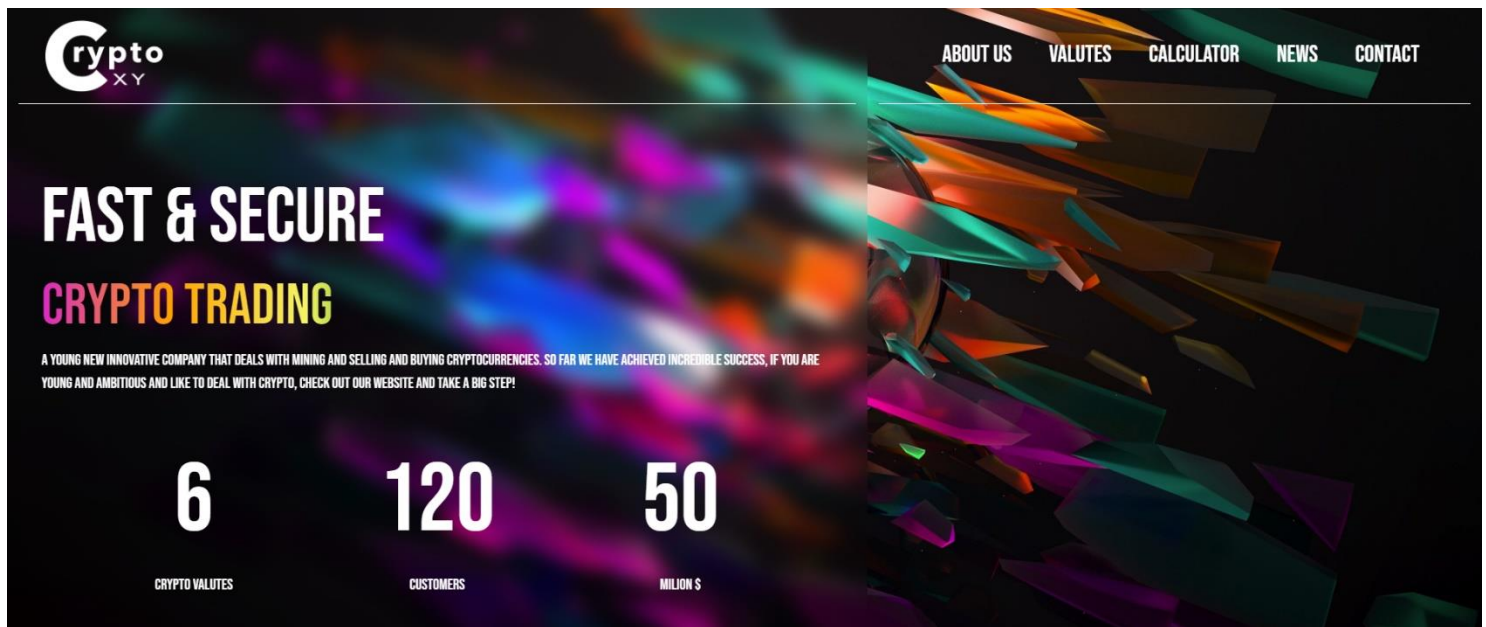 Crypto
XY
ABOUT US VALUTES CALCULATOR NEWS CONTACT
FAST & SECURE
CRYPTO TRADING
A YOUNG NEW INNOVATIVE COMPANY THAT DEALS WITH MINING AND SELLING AND BUYING CRYPTOCURRENCIES. SO FAR WE HAVE ACHIEVED INCREDIBLE SUCCESS, IF YOU ARE
YOUNG AND AMBITIOUS AND LIKE TO DEAL WITH CRYPTO, CHECK OUT OUR WEBSITE AND TAKE A BIG STEP!
6 120 50
CRYPTO VALUTES CUSTOMERS MILION $